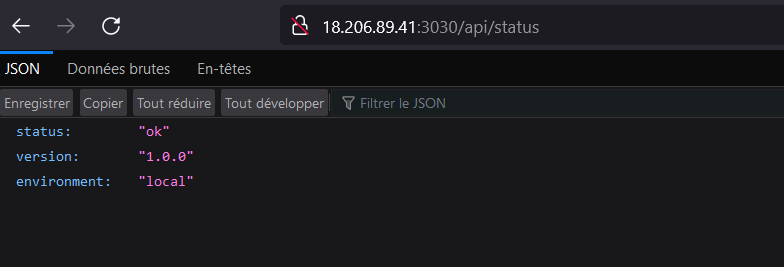 18.206.89.41:3030/api/status
JSON Données brutes En-têtes
Enregistrer Copier Tout réduire Tout développer Filtrer le JSON
status: "ok"
version: "1.0.0"
environment: "local"